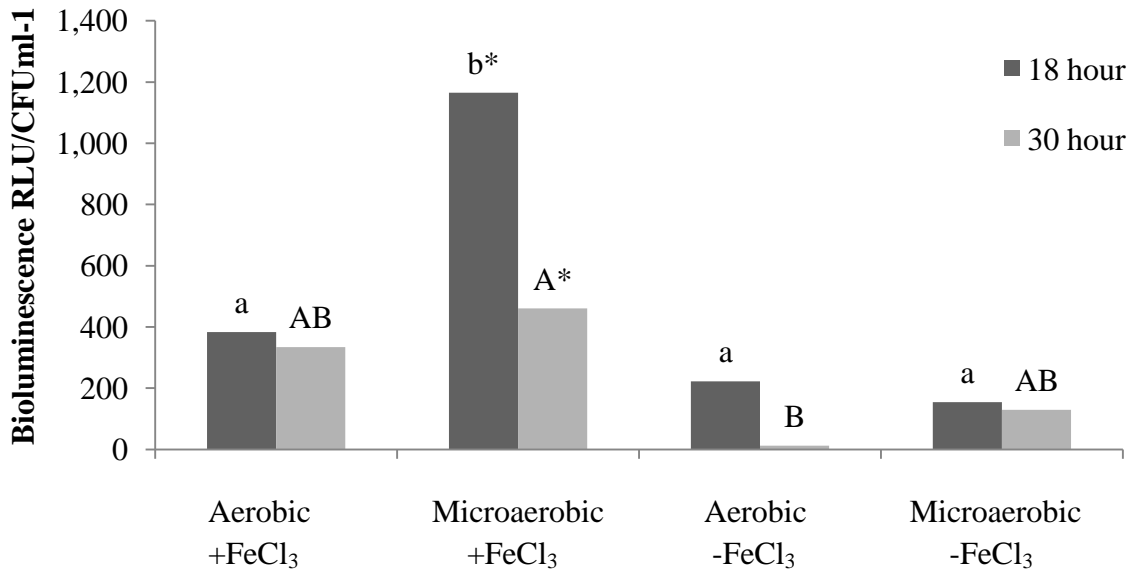 Bioluminescence RLU/CFUml-1
1,400
1,200
1,000
800
600
400
200
0
18 hour
30 hour
a
AB
b*
A*
a
B
a
AB
Aerobic
+FeCl₃
Microaerobic
+FeCl₃
Aerobic
-FeCl₃
Microaerobic
-FeCl₃